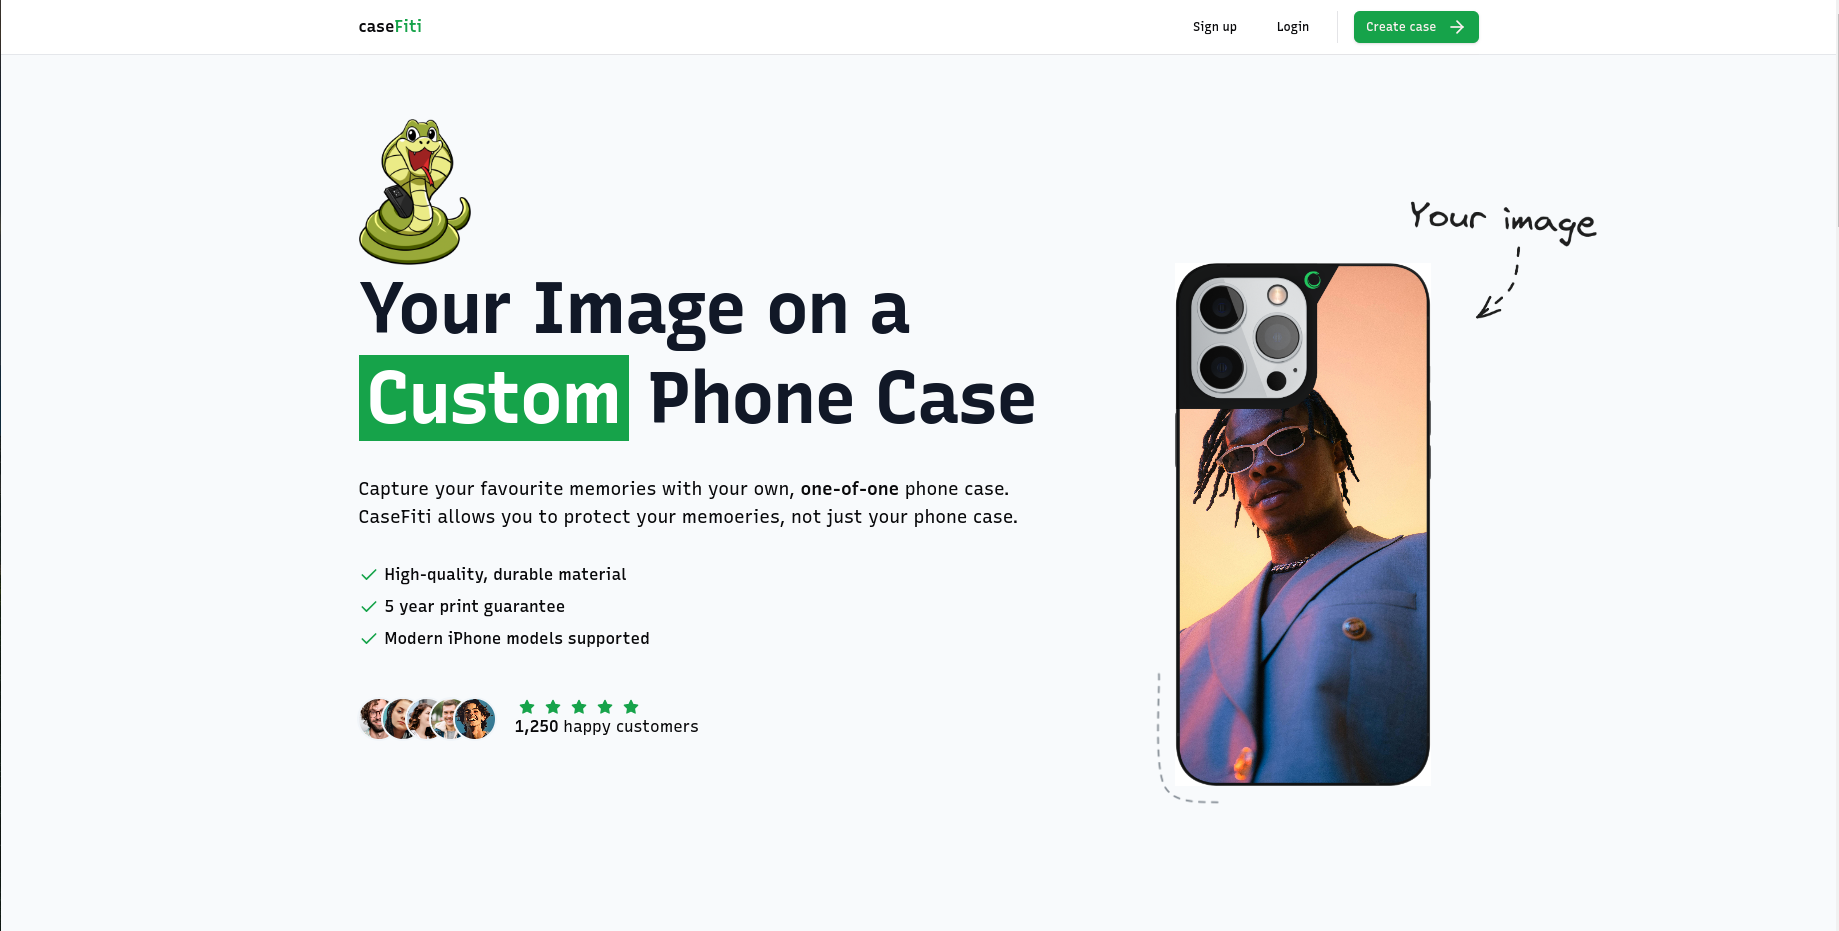 caseFiti
Sign up
Login
Create case
Your image
Your Image on a
Custom Phone Case
Capture your favourite memories with your own, one-of-one phone case.
CaseFiti allows you to protect your memoeries, not just your phone case.
High-quality, durable material
5 year print guarantee
Modern iPhone models supported
1,250 happy customers